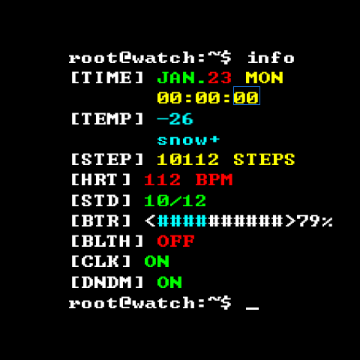 root@watch:~$ info
[TIME] JAN.23 MON
00:00:00
[TEMP] -26
snow+
[STEP] 10112 STEPS
[HRT] 112 BPM
[STD] 10/12
[BTR] <###########>79%
[BLTH] OFF
[CLK] ON
[DNDM] ON
root@watch:~$ _